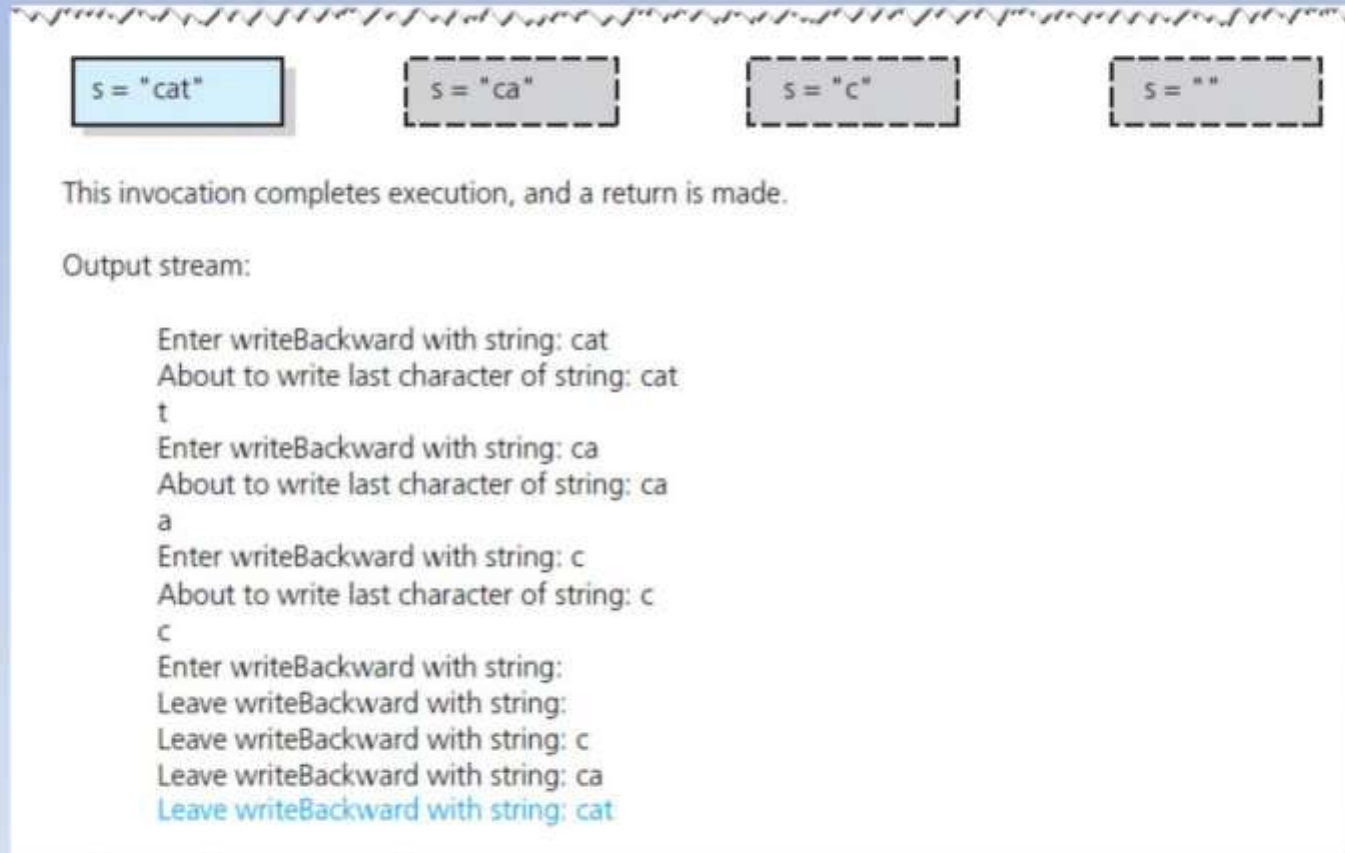 s = "cat" s = "ca" s = "c" s = ""
This invocation completes execution, and a return is made.
Output stream:
Enter writeBackward with string: cat
About to write last character of string: cat
t
Enter writeBackward with string: ca
About to write last character of string: ca
a
Enter writeBackward with string: c
About to write last character of string: c
c
Enter writeBackward with string:
Leave writeBackward with string:
Leave writeBackward with string: c
Leave writeBackward with string: ca
Leave writeBackward with string: cat